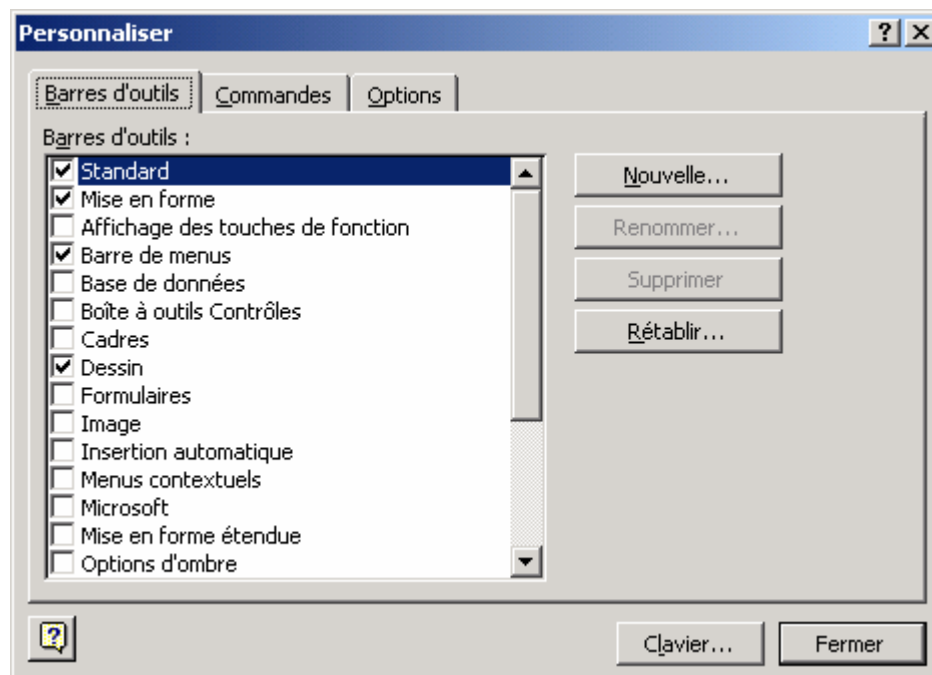 Personnaliser
Barres d'outils Commandes Options
Barres d'outils :
Standard
Mise en forme
Affichage des touches de fonction
Barre de menus
Base de données
Boîte à outils Contrôles
Cadres
Dessin
Formulaires
Image
Insertion automatique
Menus contextuels
Microsoft
Mise en forme étendue
Options d'ombre
Nouvelle...
Renommer...
Supprimer
Rétablir...
Clavier... Fermer